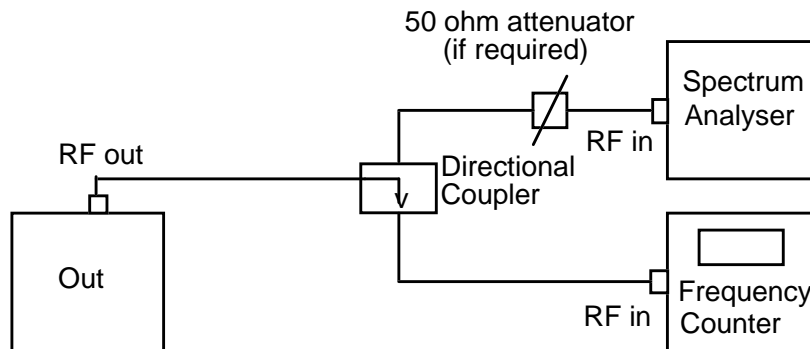 50 ohm attenuator
(if required)
Spectrum
Analyser
RF in
RF out
Directional
Coupler
Out
Frequency
Counter
RF in